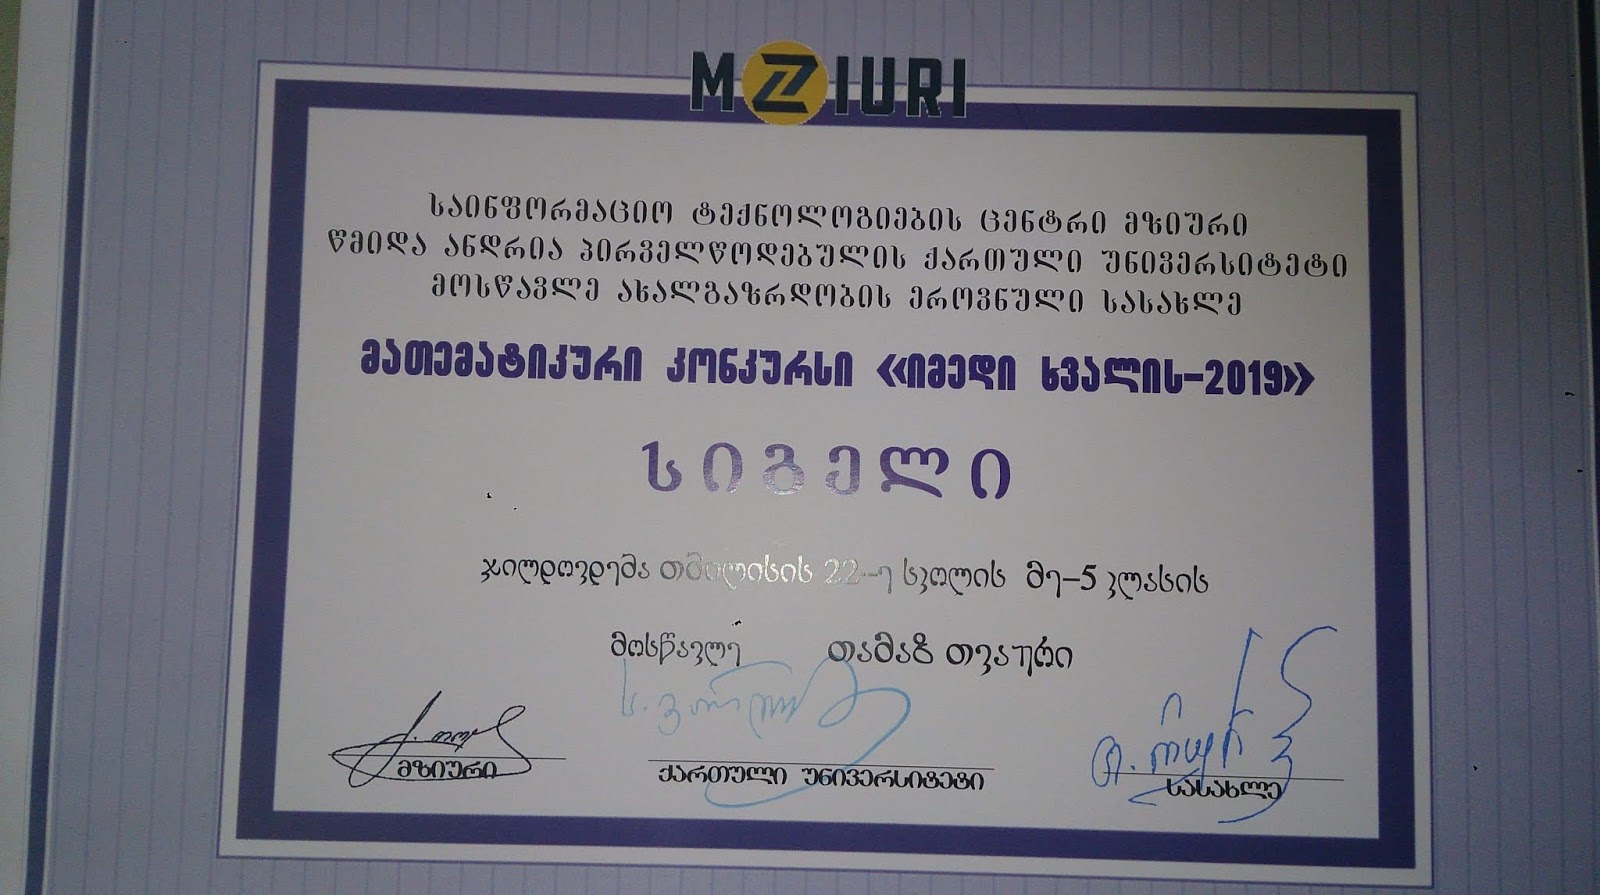 MZIURI
საინფორმაციო ტექნოლოგიების ცენტრი მზიური
წმიდა ანდრია პირველწოდებულის ქართული უნივერსიტეტი
მოსწავლე ახალგაზრდობის ეროვნული სასახლე
მათემატიკური კონკურსი «იმედი ხვალის-2019»
სიგელი
ჯილდოვდება თბილისის 22-ე სკოლის მე-5 კლასის
მოსწავლე თამაზ თვაური
მზიური
ქართული უნივერსიტეტი
სასახლე